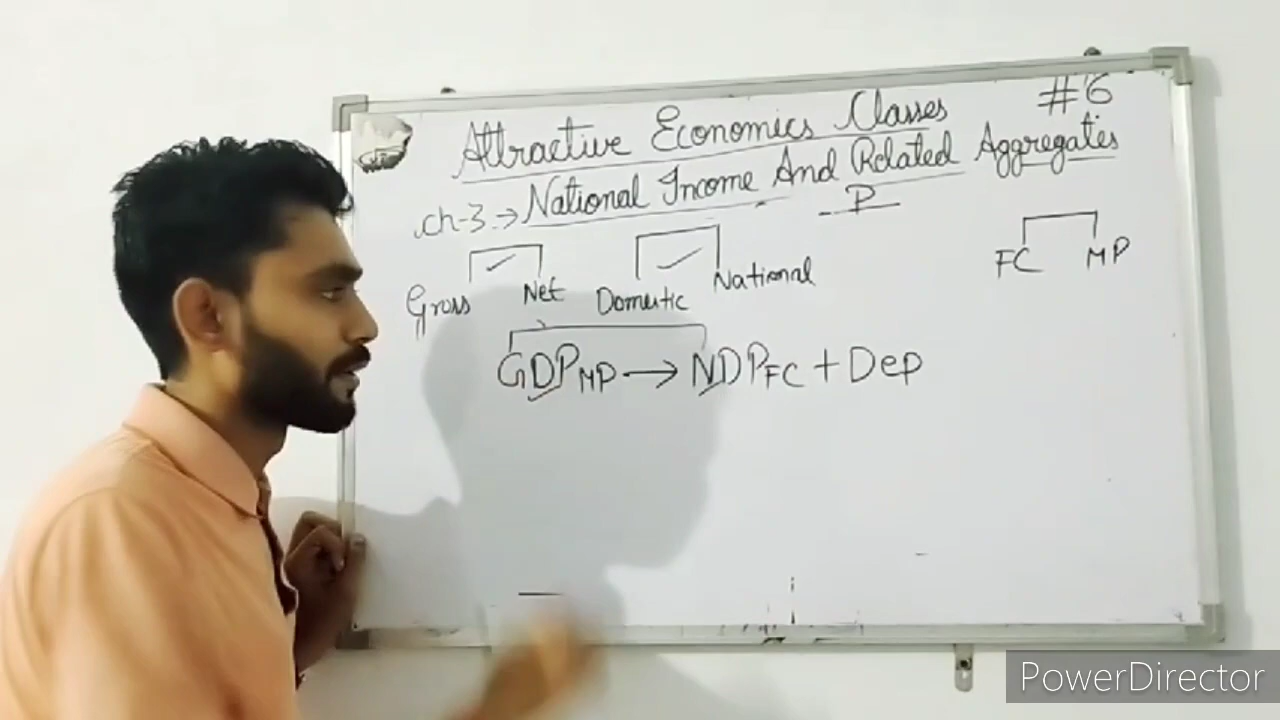 Attractive Economics Classes #6
Ch-3 → National Income And Related Aggregates
P
Gross Net Domestic National FC MP
GDPMP → NDPFC + Dep
PowerDirector